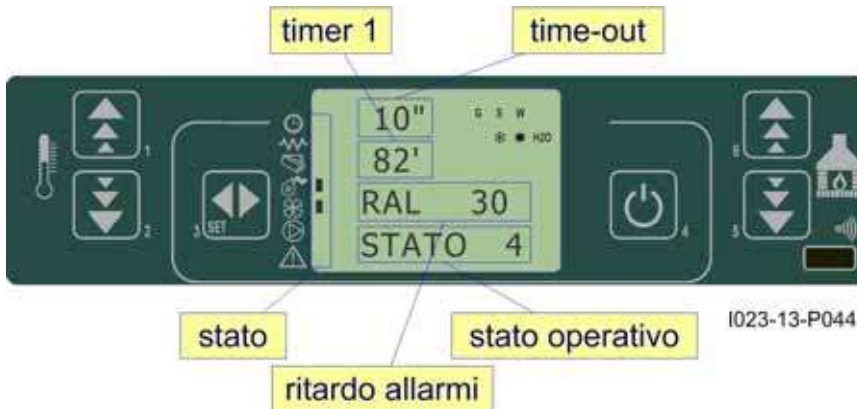 timer 1
time-out
10"
G S W
H2O
82'
RAL 30
STATO 4
1
2
3
SET
4
6
5
stato
stato operativo
ritardo allarmi
I023-13-P044